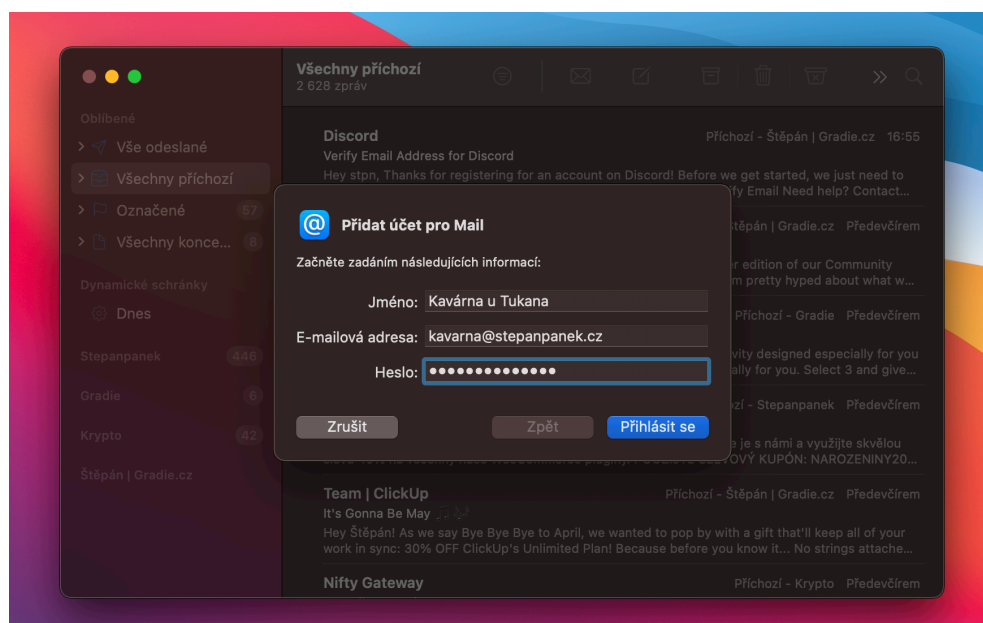 Všechny příchozí
2 628 zpráv
Oblíbené
Vše odeslané
Všechny příchozí
Označené 57
Všechny konce... 8
Dynamické schránky
Dnes
Stepanpanek 446
Gradie 6
Krypto 42
Štěpán | Gradie.cz
Discord Příchozí - Štěpán | Gradie.cz 16:55
Verify Email Address for Discord
Hey stpn, Thanks for registering for an account on Discord! Before we get started, we just need to
ify Email Need help? Contact...
Štěpán | Gradie.cz Předevčírem
r edition of our Community
m pretty hyped about what w...
Příchozí - Gradie Předevčírem
vity designed especially for you
ally for you. Select 3 and give...
zí - Stepanpanek Předevčírem
e je s námi a využijte skvělou
OVÝ KUPÓN: NAROZENINY20...
Přidat účet pro Mail
Začněte zadáním následujících informací:
Jméno: Kavárna u Tukana
E-mailová adresa: kavarna@stepanpanek.cz
Heslo: ••••••••••••••
Zrušit Zpět Přihlásit se
Team | ClickUp Příchozí - Štěpán | Gradie.cz Předevčírem
It's Gonna Be May
Hey Štěpán! As we say Bye Bye Bye to April, we wanted to pop by with a gift that'll keep all of your
work in sync: 30% OFF ClickUp's Unlimited Plan! Because before you know it... No strings attache...
Nifty Gateway Příchozí - Krypto Předevčírem